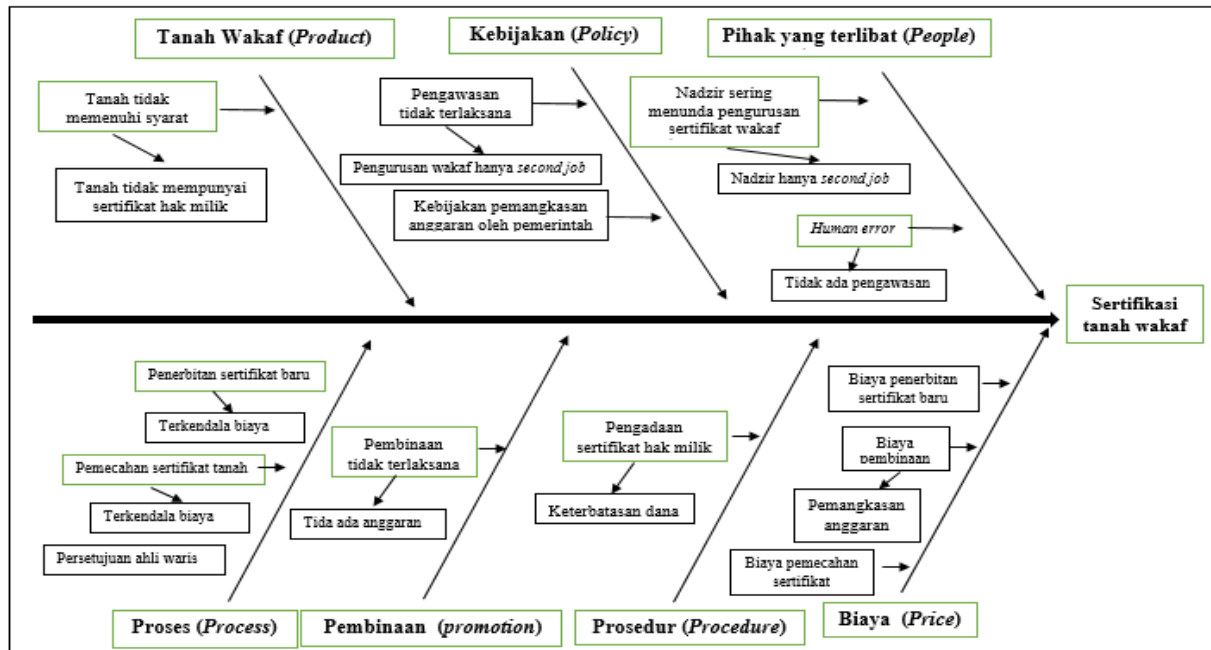 Tanah Wakaf (Product)
Kebijakan (Policy)
Pihak yang terlibat (People)
Tanah tidak
memenuhi syarat
Tanah tidak mempunyai
sertifikat hak milik
Pengawasan
tidak terlaksana
Pengurusan wakaf hanya second job
Kebijakan pemangkasan
anggaran oleh pemerintah
Nadzir sering
menunda pengurusan
sertifikat wakaf
Nadzir hanya second job
Human error
Tidak ada pengawasan
Sertifikasi
tanah wakaf
Penerbitan sertifikat baru
Terkendala biaya
Pemecahan sertifikat tanah
Terkendala biaya
Persetujuan ahli waris
Pembinaan
tidak terlaksana
Tida ada anggaran
Pengadaan
sertifikat hak milik
Keterbatasan dana
Biaya penerbitan
sertifikat baru
Biaya
pembinaan
Pemangkasan
anggaran
Biaya pemecahan
sertifikat
Proses (Process)
Pembinaan (promotion)
Prosedur (Procedure)
Biaya (Price)